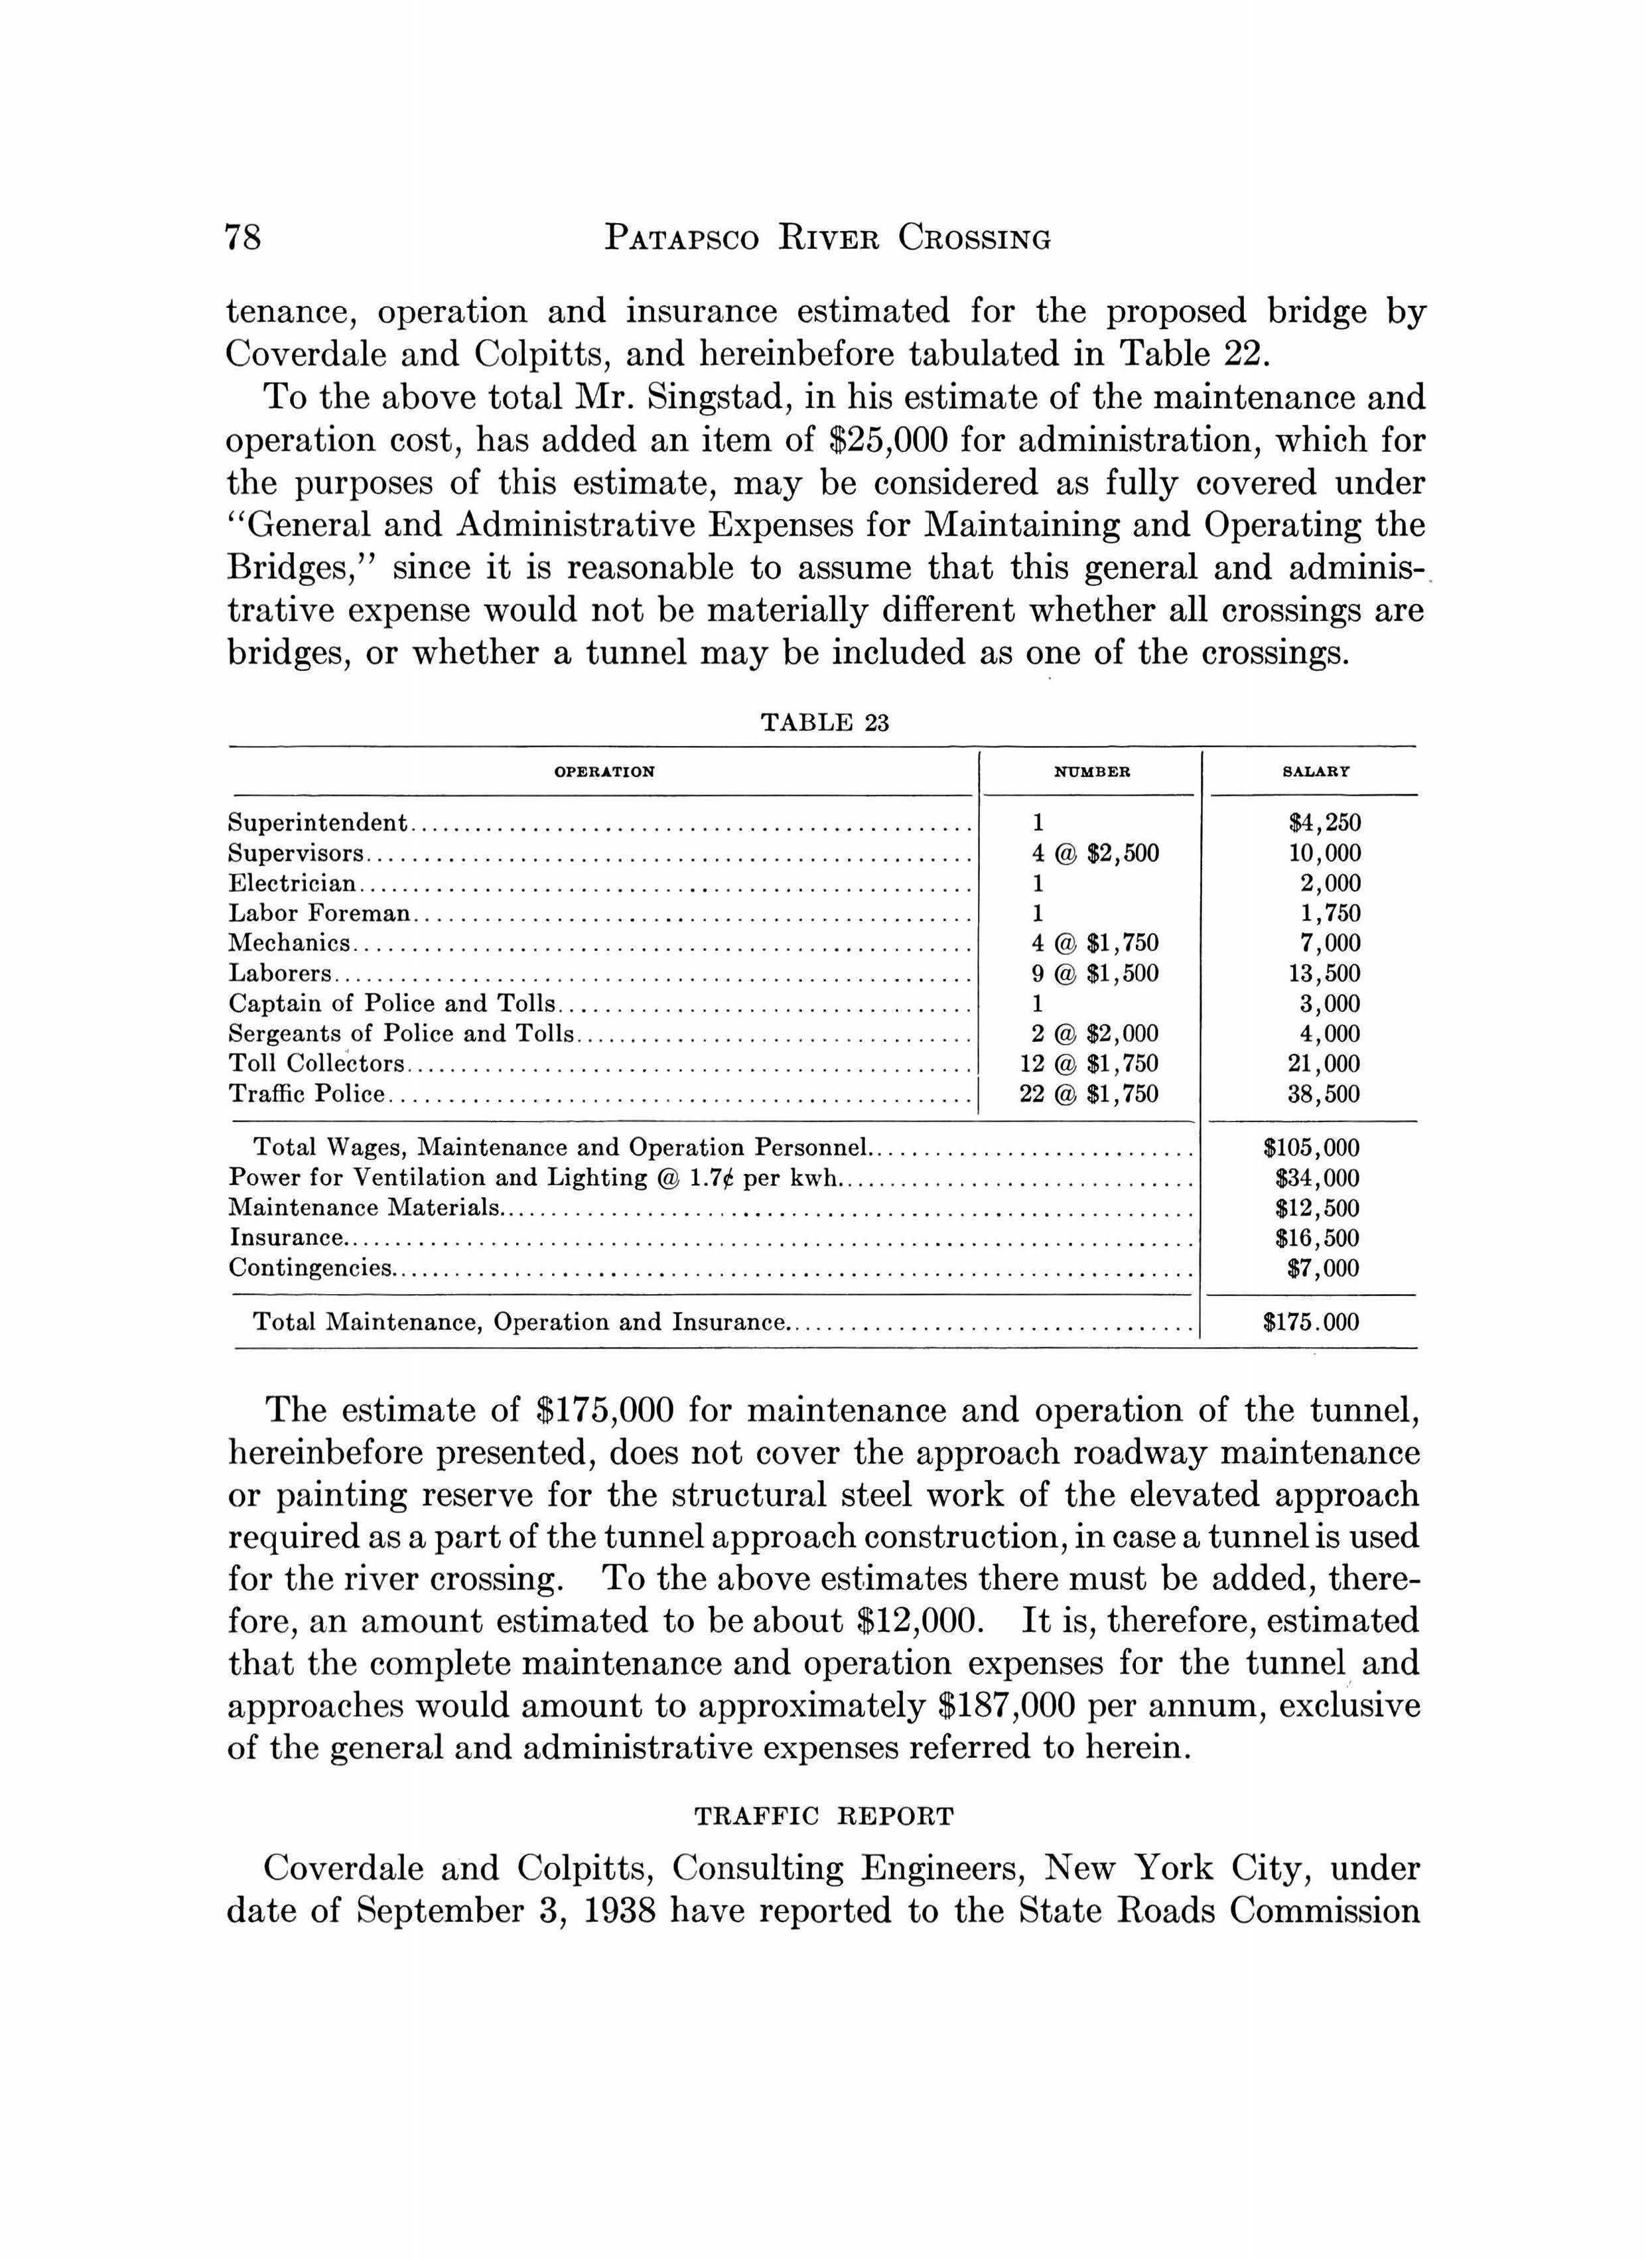 78 PATAPSCO RIVER CROSSING
tenance, operation and insurance estimated for the proposed bridge by
Coverdale and Colpitts, and hereinbefore tabulated in Table 22.
To the above total Mr. Singstad, in his estimate of the maintenance and
operation cost, has added an item of $25,000 for administration, which for
the purposes of this estimate, may be considered as fully covered under
“General and Administrative Expenses for Maintaining and Operating the
Bridges,” since it is reasonable to assume that this general and adminis-
trative expense would not be materially different whether all crossings are
bridges, or whether a tunnel may be included as one of the crossings.
TABLE 23
OPERATION NUMBER SALARY
Superintendent 1 $4,250
Supervisors 4 @ $2,500 10,000
Electrician 1 2,000
Labor Foreman 1 1,750
Mechanics 4 @ $1,750 7,000
Laborers 9 @ $1,500 13,500
Captain of Police and Tolls 1 3,000
Sergeants of Police and Tolls 2 @ $2,000 4,000
Toll Collectors 12 @ $1,750 21,000
Traffic Police 22 @ $1,750 38,500
Total Wages, Maintenance and Operation Personnel $105,000
Power for Ventilation and Lighting @ 1.7¢ per kwh $34,000
Maintenance Materials $12,500
Insurance $16,500
Contingencies $7,000
Total Maintenance, Operation and Insurance $175.000
The estimate of $175,000 for maintenance and operation of the tunnel,
hereinbefore presented, does not cover the approach roadway maintenance
or painting reserve for the structural steel work of the elevated approach
required as a part of the tunnel approach construction, in case a tunnel is used
for the river crossing. To the above estimates there must be added, there-
fore, an amount estimated to be about $12,000. It is, therefore, estimated
that the complete maintenance and operation expenses for the tunnel and
approaches would amount to approximately $187,000 per annum, exclusive
of the general and administrative expenses referred to herein.
TRAFFIC REPORT
Coverdale and Colpitts, Consulting Engineers, New York City, under
date of September 3, 1938 have reported to the State Roads Commission